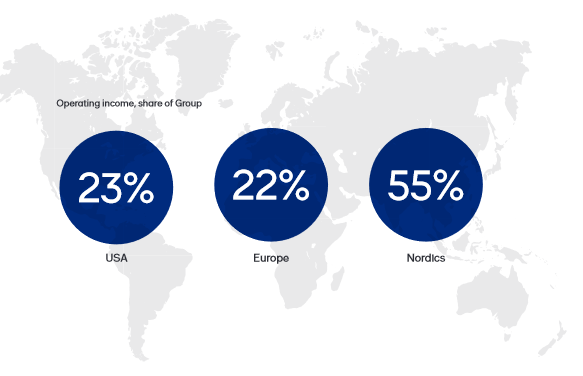 Operating income, share of Group
23%
22%
55%
USA
Europe
Nordics